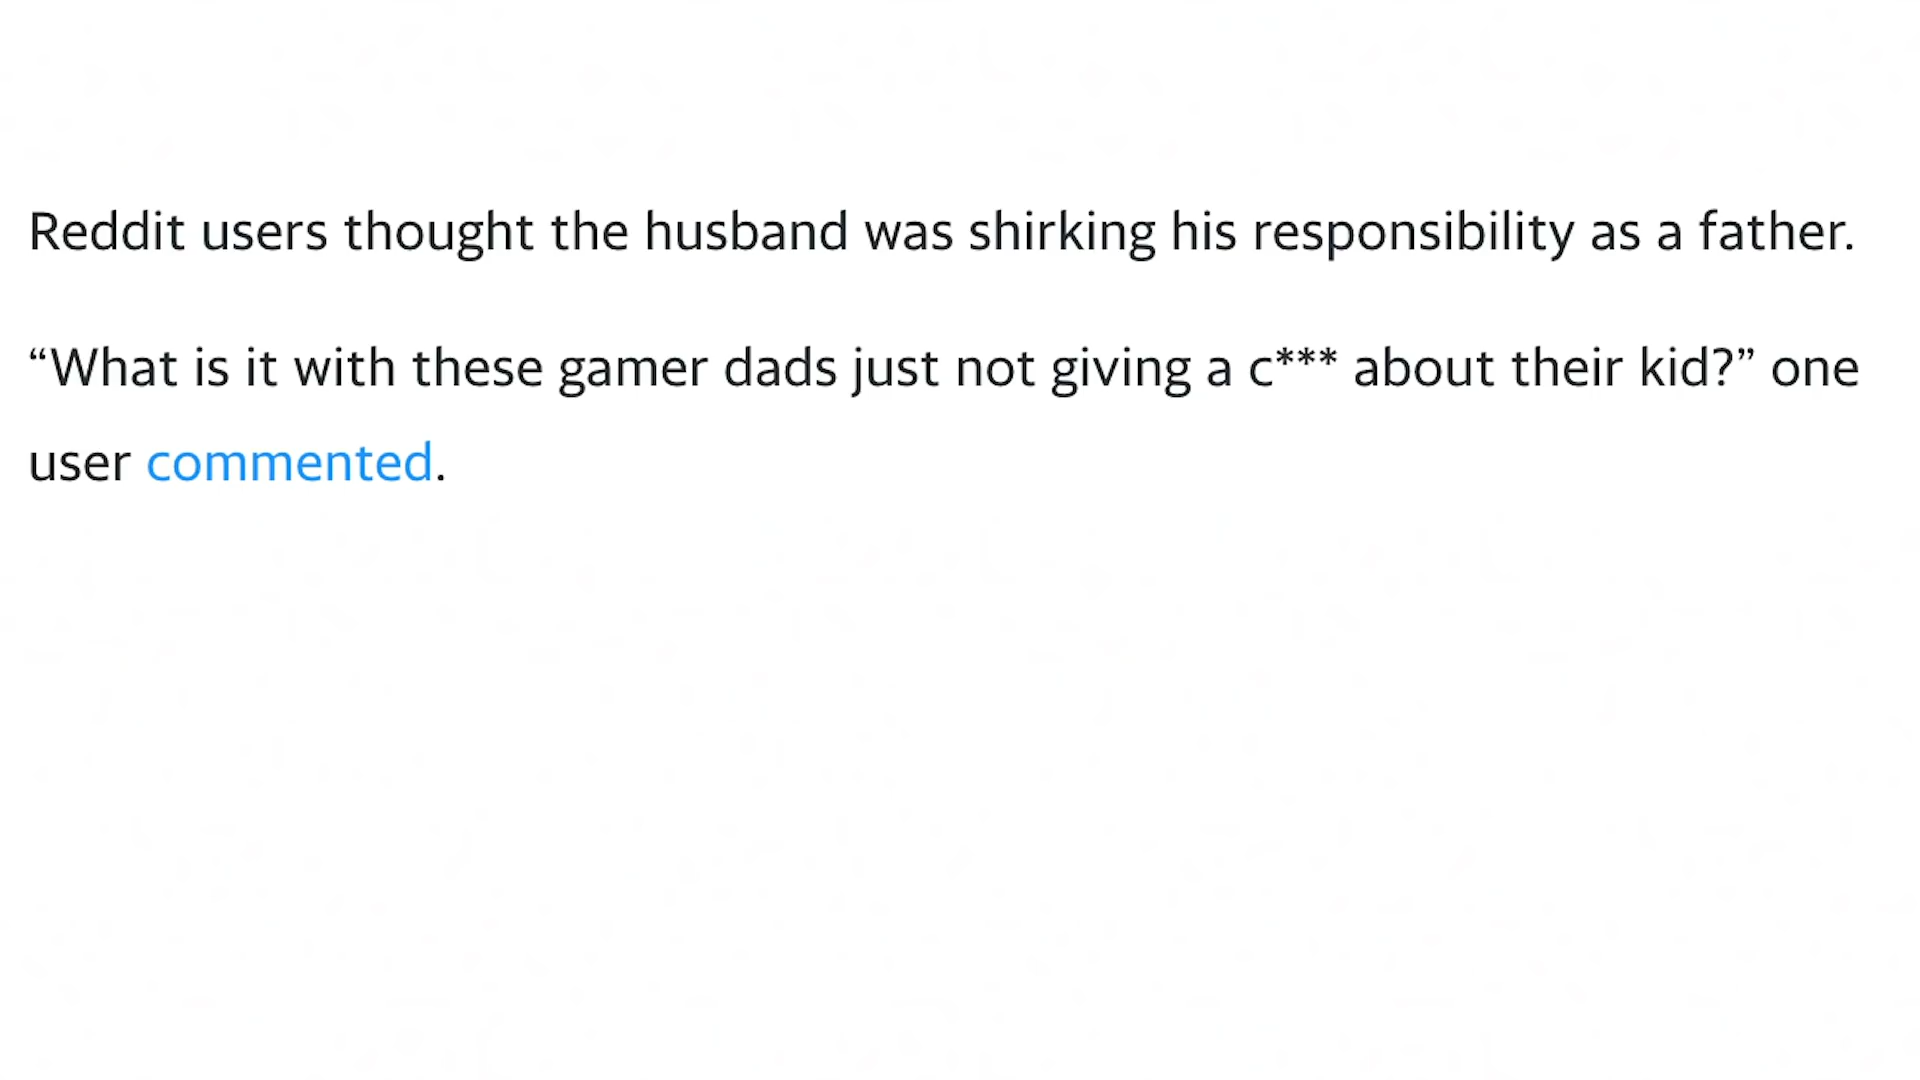 Reddit users thought the husband was shirking his responsibility as a father.
“What is it with these gamer dads just not giving a c*** about their kid?” one
user commented.